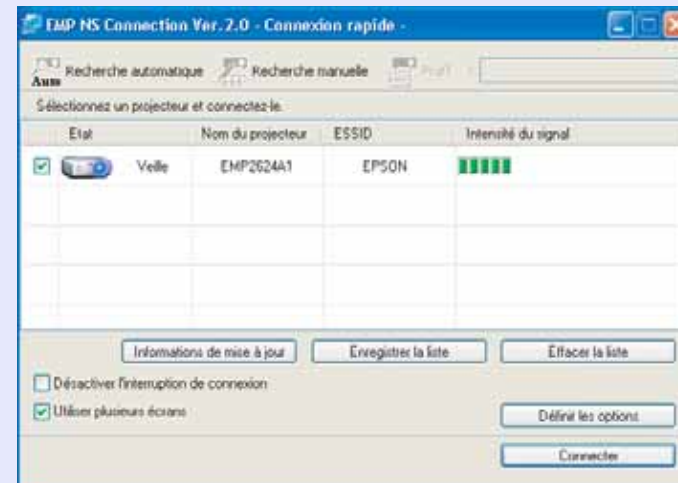 EMP NS Connection Ver.2.0 - Connexion rapide -
Auto Recherche automatique Recherche manuelle Profil
Sélectionnez un projecteur et connectez-le.
Etat Nom du projecteur ESSID Intensité du signal
Veille EMP2624A1 EPSON
Informations de mise à jour Enregistrer la liste Effacer la liste
Désactiver l'interruption de connexion
Utiliser plusieurs écrans
Définir les options
Connecter